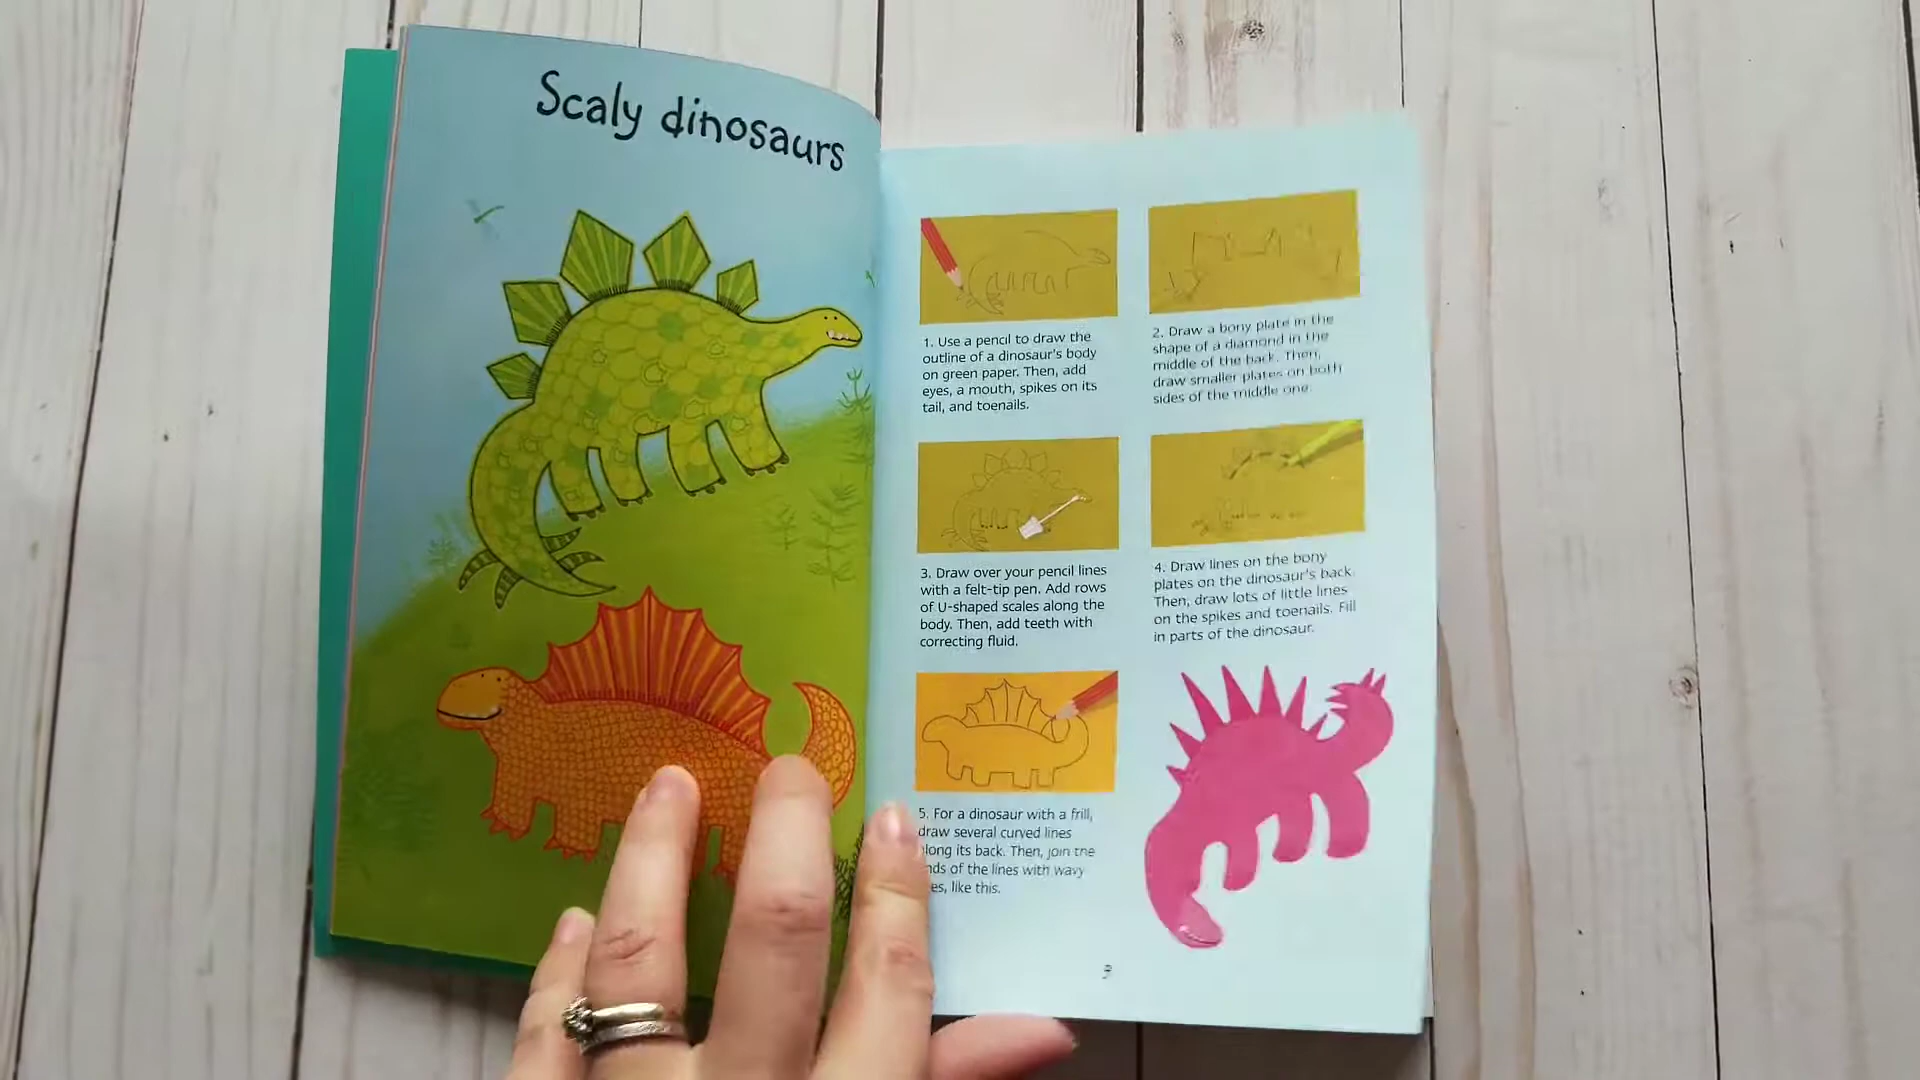 Scaly dinosaurs
1. Use a pencil to draw the
outline of a dinosaur's body
on green paper. Then, add
eyes, a mouth, spikes on its
tail, and toenails.
2. Draw a bony plate in the
shape of a diamond in the
middle of the back. Then,
draw smaller plates on both
sides of the middle one.
3. Draw over your pencil lines
with a felt-tip pen. Add rows
of U-shaped scales along the
body. Then, add teeth with
correcting fluid.
4. Draw lines on the bony
plates on the dinosaur's back.
Then, draw lots of little lines
on the spikes and toenails. Fill
in parts of the dinosaur.
5. For a dinosaur with a frill,
draw several curved lines
along its back. Then, join the
of the lines with wavy
like this.